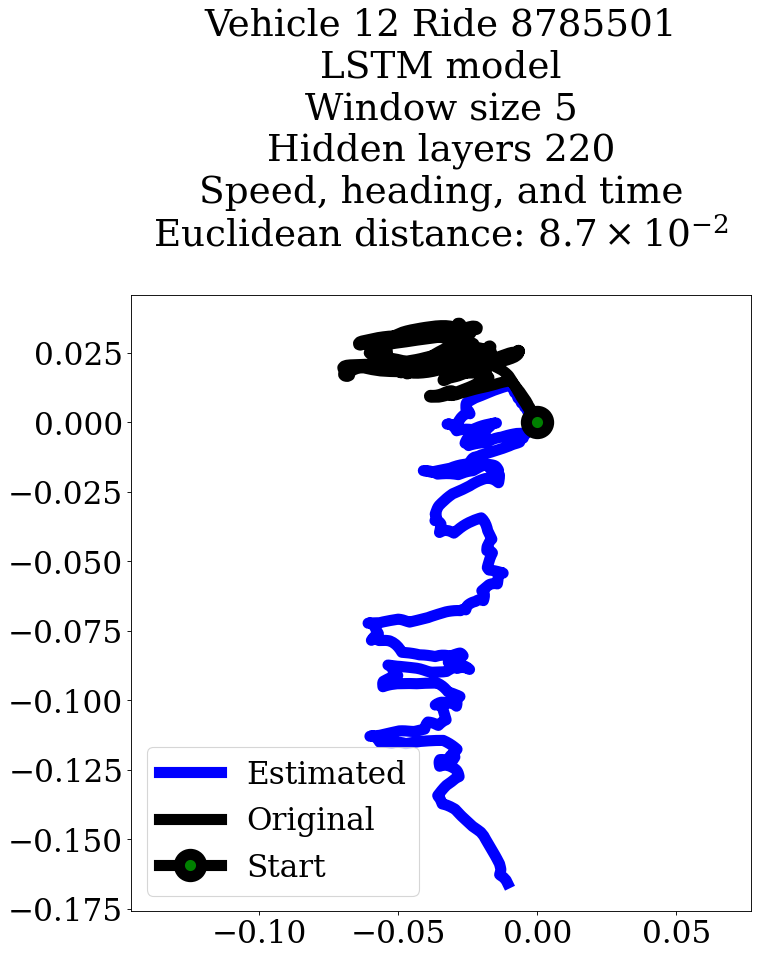 Vehicle 12 Ride 8785501
LSTM model
Window size 5
Hidden layers 220
Speed, heading, and time
Euclidean distance: 8.7 × 10⁻²
0.025
0.000
−0.025
−0.050
−0.075
−0.100
−0.125
−0.150
−0.175
Estimated
Original
Start
−0.10 −0.05 0.00 0.05